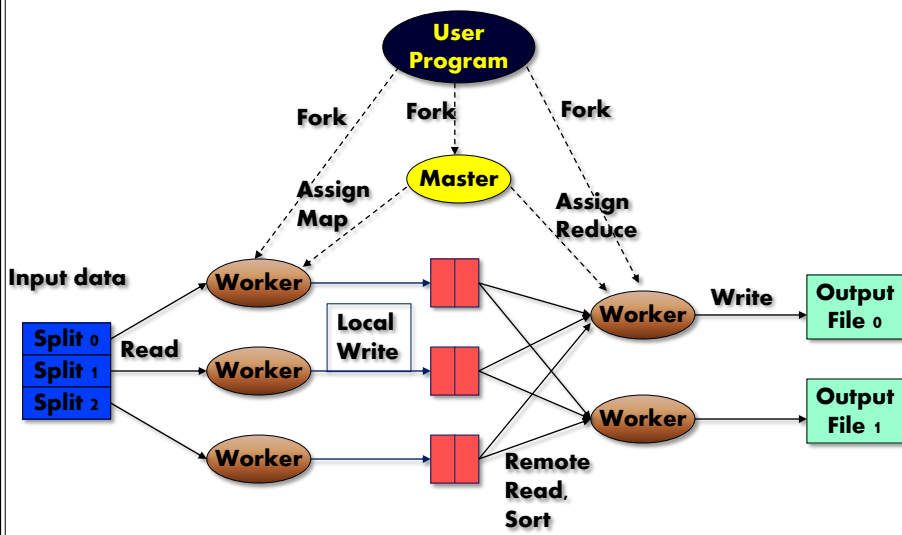 User
Program
Fork
Fork
Fork
Master
Assign
Map
Assign
Reduce
Input data
Worker
Worker
Write
Output
File 0
Split 0
Split 1
Split 2
Read
Local
Write
Worker
Worker
Output
File 1
Worker
Remote
Read,
Sort